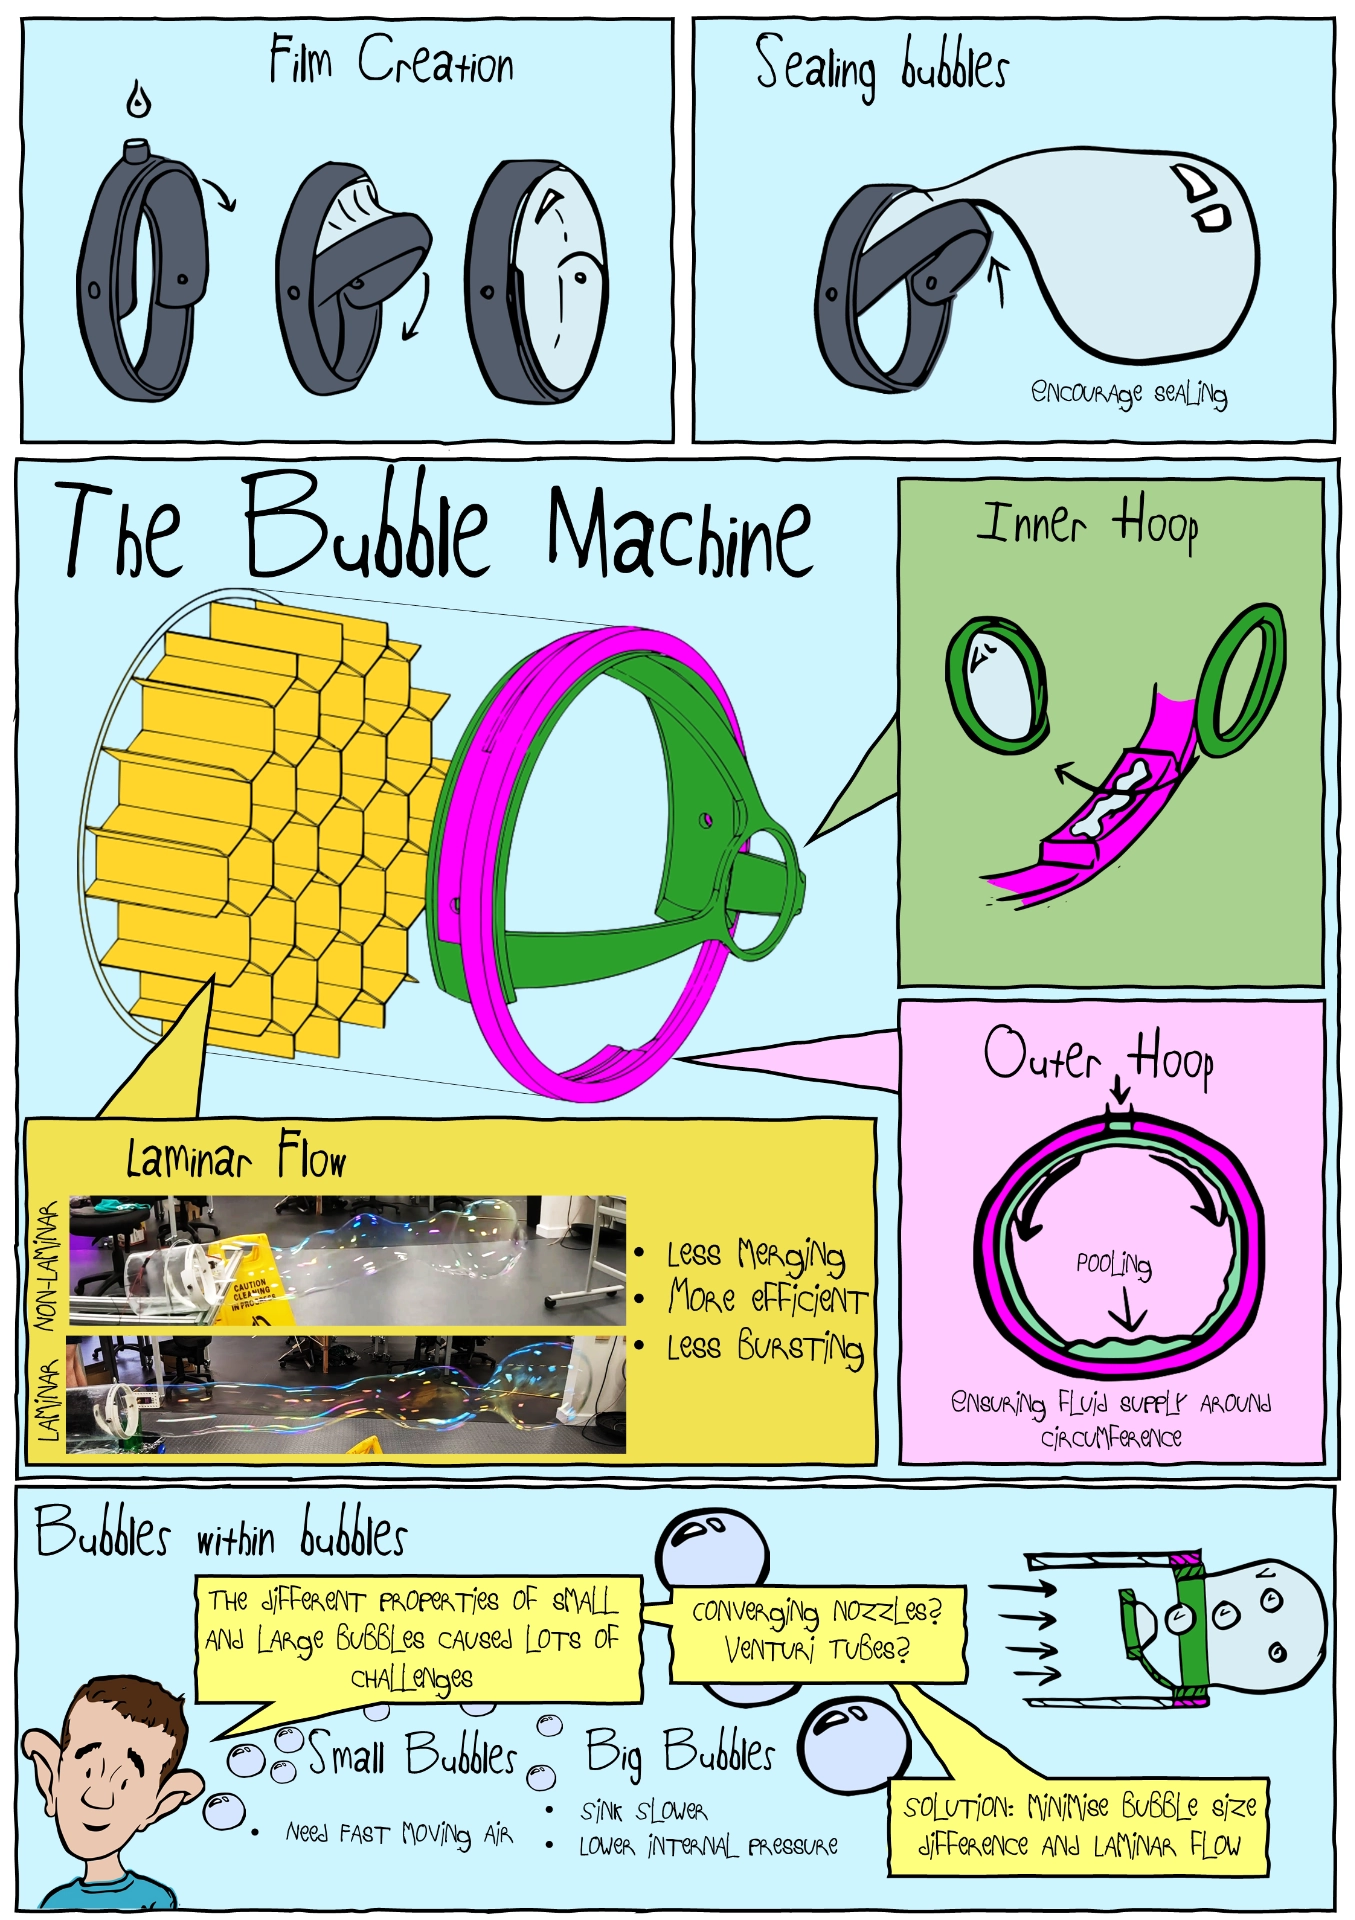 Film Creation
Sealing bubbles
encourage sealing
The Bubble Machine
Inner Hoop
Outer Hoop
Pooling
Ensuring fluid supply around
circumference
Laminar Flow
NON-LAMINAR
LAMINAR
CAUTION
CLEANING
IN PROGRESS
• Less Merging
• More efficient
• Less Bursting
Bubbles within bubbles
The different properties of small
and large bubbles caused lots of
challenges
Converging nozzles?
Venturi tubes?
Small Bubbles
• Need fast moving air
Big Bubbles
• Sink slower
• Lower internal pressure
Solution: Minimise bubble size
difference and laminar flow